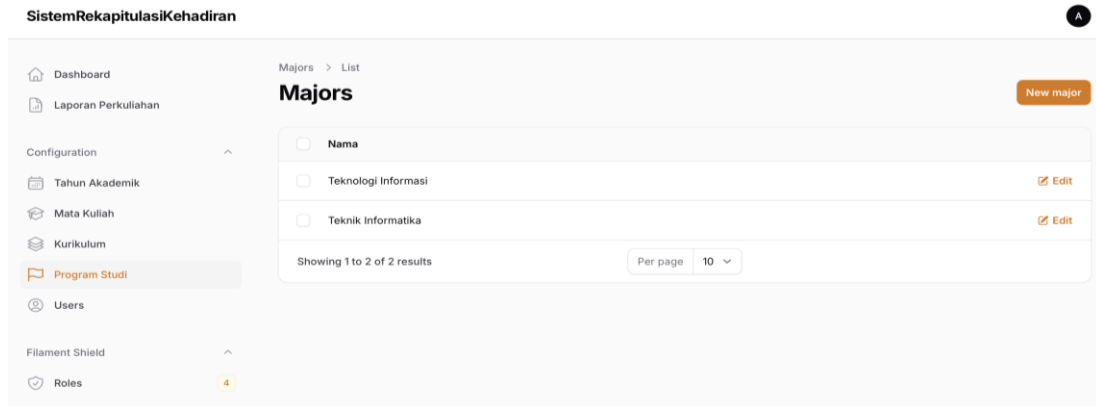 SistemRekapitulasiKehadiran
A
Dashboard
Laporan Perkuliahan
Configuration
Tahun Akademik
Mata Kuliah
Kurikulum
Program Studi
Users
Filament Shield
Roles 4
Majors > List
Majors
New major
Nama
Teknologi Informasi Edit
Teknik Informatika Edit
Showing 1 to 2 of 2 results Per page 10